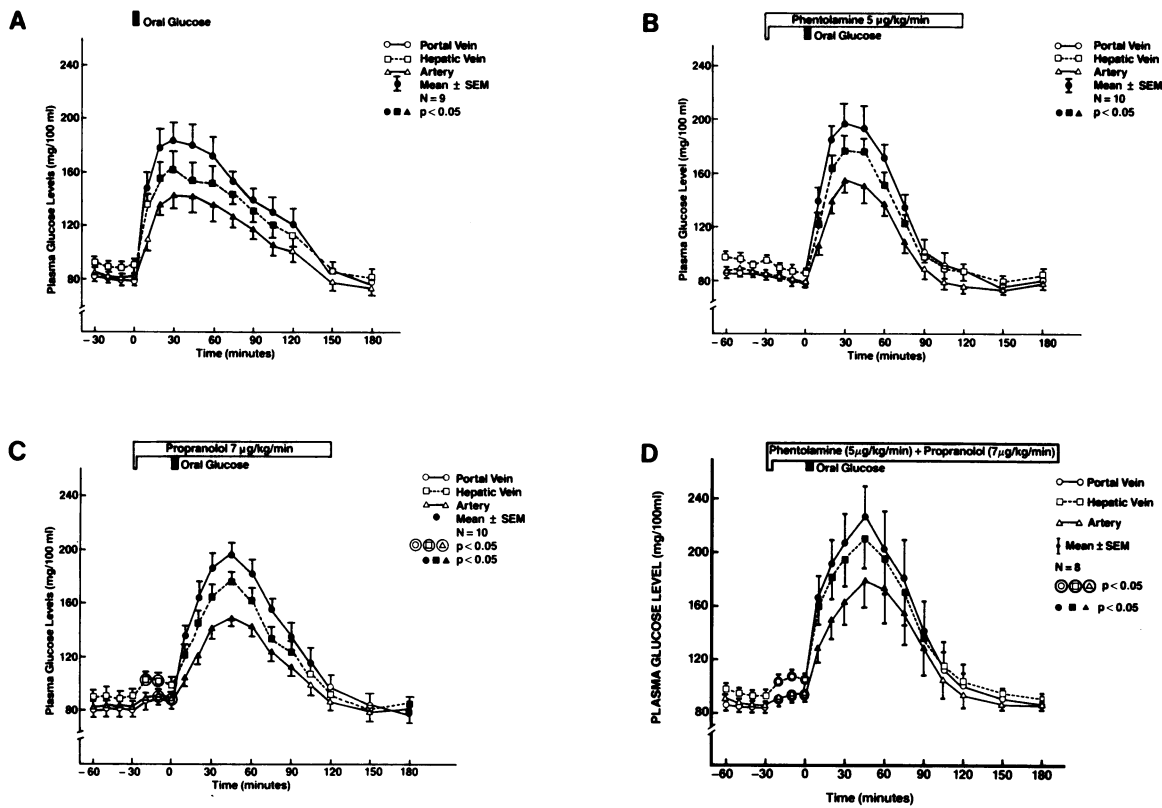 A
Oral Glucose
Portal Vein
Hepatic Vein
Artery
Mean ± SEM
N = 9
p < 0.05
Plasma Glucose Levels (mg/100 ml)
240
200
160
120
80
-30 0 30 60 90 120 150 180
Time (minutes)
B
Phentolamine 5 μg/kg/min
Oral Glucose
Portal Vein
Hepatic Vein
Artery
Mean ± SEM
N = 10
p < 0.05
Plasma Glucose Level (mg/100 ml)
240
200
160
120
80
-60 -30 0 30 60 90 120 150 180
Time (minutes)
C
Propranolol 7 μg/kg/min
Oral Glucose
Portal Vein
Hepatic Vein
Artery
Mean ± SEM
N = 10
p < 0.05
p < 0.05
Plasma Glucose Levels (mg/100 ml)
240
200
160
120
80
-60 -30 0 30 60 90 120 150 180
Time (minutes)
D
Phentolamine (5μg/kg/min) + Propranolol (7μg/kg/min)
Oral Glucose
Portal Vein
Hepatic Vein
Artery
Mean ± SEM
N = 8
p < 0.05
p < 0.05
PLASMA GLUCOSE LEVEL (mg/100ml)
240
200
160
120
80
-60 -30 0 30 60 90 120 150 180
Time (minutes)